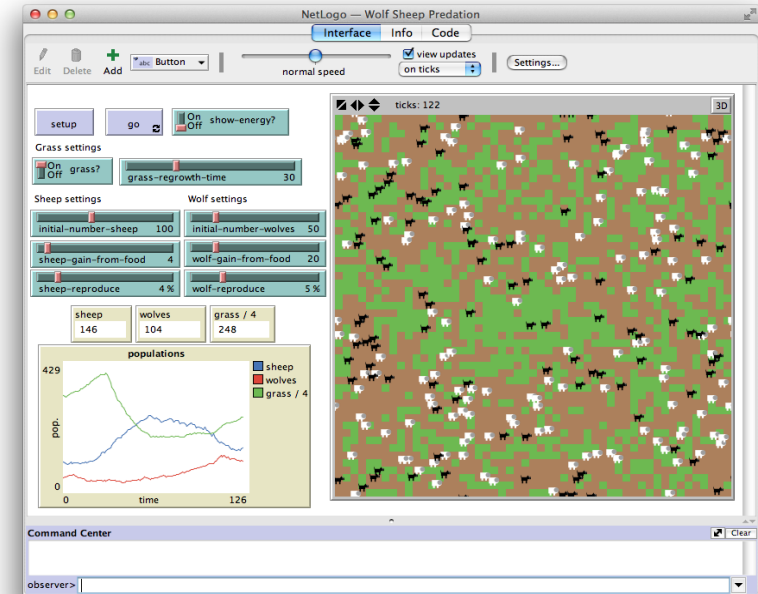 NetLogo — Wolf Sheep Predation
Interface Info Code
Edit Delete Add abc Button normal speed view updates on ticks Settings...
setup go On Off show-energy?
ticks: 122 3D
Grass settings
On Off grass? grass-regrowth-time 30
Sheep settings Wolf settings
initial-number-sheep 100 initial-number-wolves 50
sheep-gain-from-food 4 wolf-gain-from-food 20
sheep-reproduce 4 % wolf-reproduce 5 %
sheep wolves grass / 4
146 104 248
populations
429
pop.
0
0 time 126
sheep
wolves
grass / 4
Command Center Clear
observer>